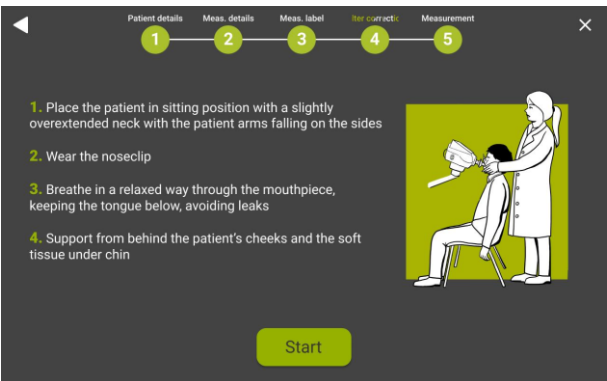 Patient details Meas. details Meas. label lter correctic Measurement
1 2 3 4 5
1. Place the patient in sitting position with a slightly
overextended neck with the patient arms falling on the sides
2. Wear the noseclip
3. Breathe in a relaxed way through the mouthpiece,
keeping the tongue below, avoiding leaks
4. Support from behind the patient's cheeks and the soft
tissue under chin
Start